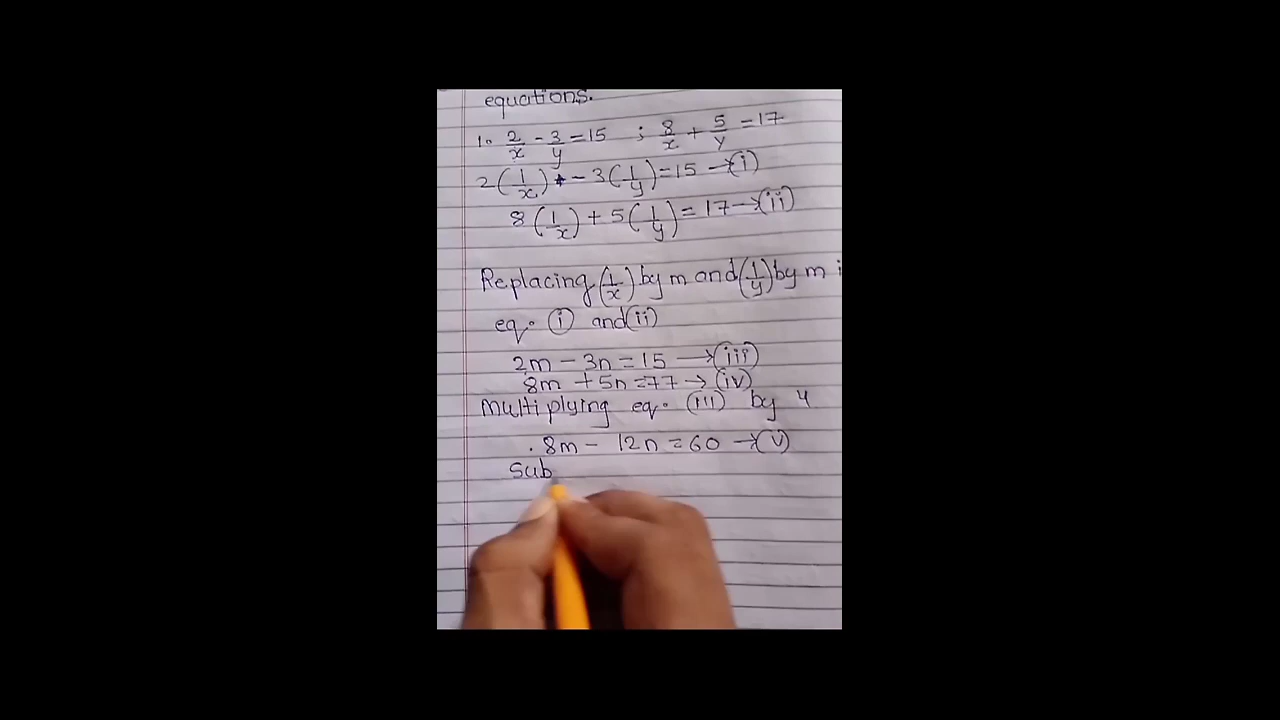 equations.
1. 2/x - 3/y = 15 ; 8/x + 5/y = 17
2(1/x) - 3(1/y) = 15 → (i)
8(1/x) + 5(1/y) = 17 → (ii)
Replacing (1/x) by m and (1/y) by m i
eq. (i) and (ii)
2m - 3n = 15 → (iii)
8m + 5n = 77 → (iv)
Multiplying eq. (III) by 4
. 8m - 12n = 60 → (v)
Sub